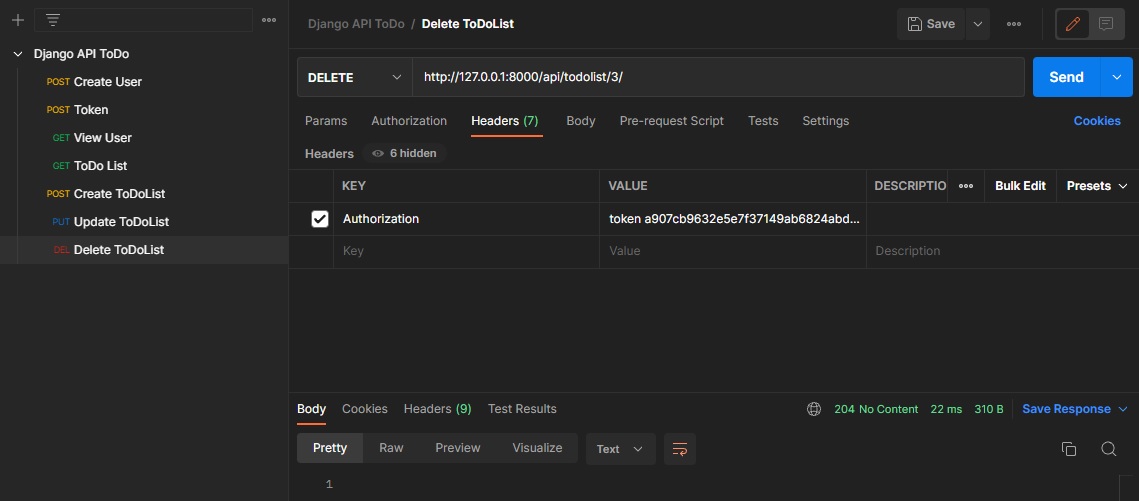 Django API ToDo
POST Create User
POST Token
GET View User
GET ToDo List
POST Create ToDoList
PUT Update ToDoList
DEL Delete ToDoList
Django API ToDo / Delete ToDoList
Save
DELETE http://127.0.0.1:8000/api/todolist/3/ Send
Params Authorization Headers (7) Body Pre-request Script Tests Settings Cookies
Headers 6 hidden
KEY VALUE DESCRIPTIO Bulk Edit Presets
Authorization token a907cb9632e5e7f37149ab6824abd...
Key Value Description
Body Cookies Headers (9) Test Results 204 No Content 22 ms 310 B Save Response
Pretty Raw Preview Visualize Text
1